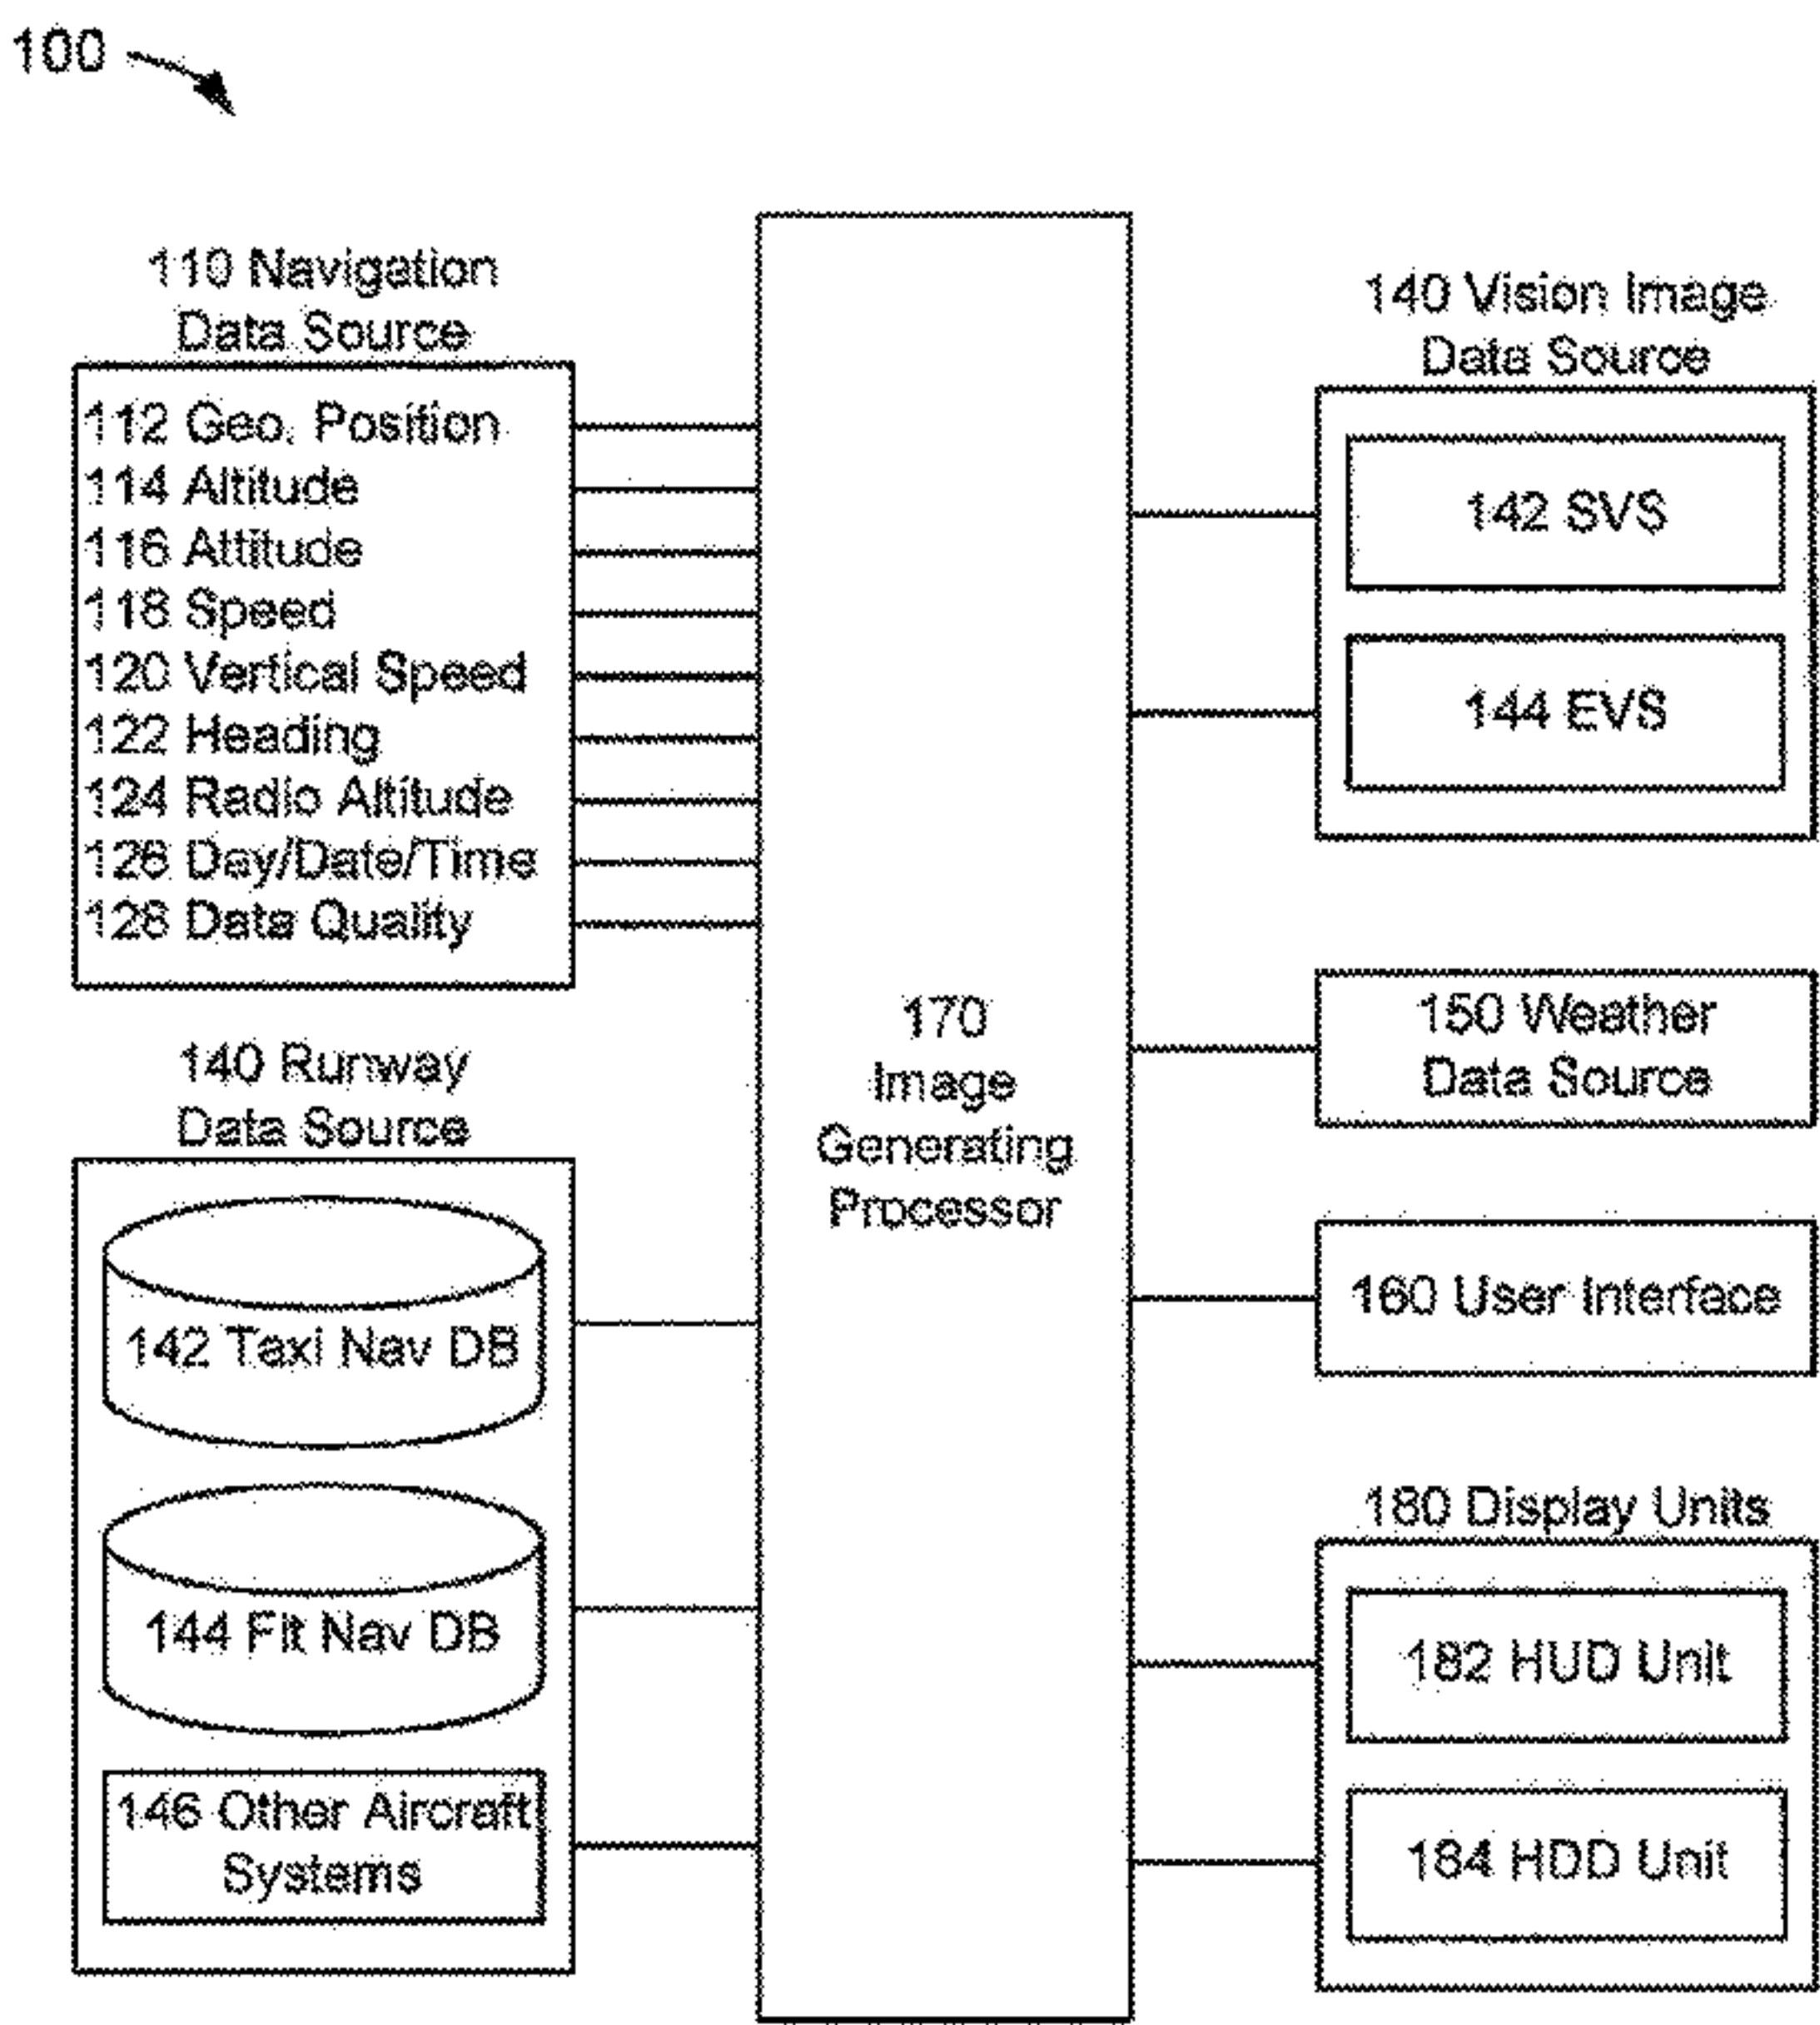 100
110 Navigation
Data Source
112 Geo. Position
114 Altitude
116 Attitude
118 Speed
120 Vertical Speed
122 Heading
124 Radio Altitude
126 Day/Date/Time
128 Data Quality
140 Runway
Data Source
142 Taxi Nav DB
144 Flt Nav DB
146 Other Aircraft
Systems
170
Image
Generating
Processor
140 Vision Image
Data Source
142 SVS
144 EVS
150 Weather
Data Source
160 User Interface
180 Display Units
182 HUD Unit
184 HDD Unit